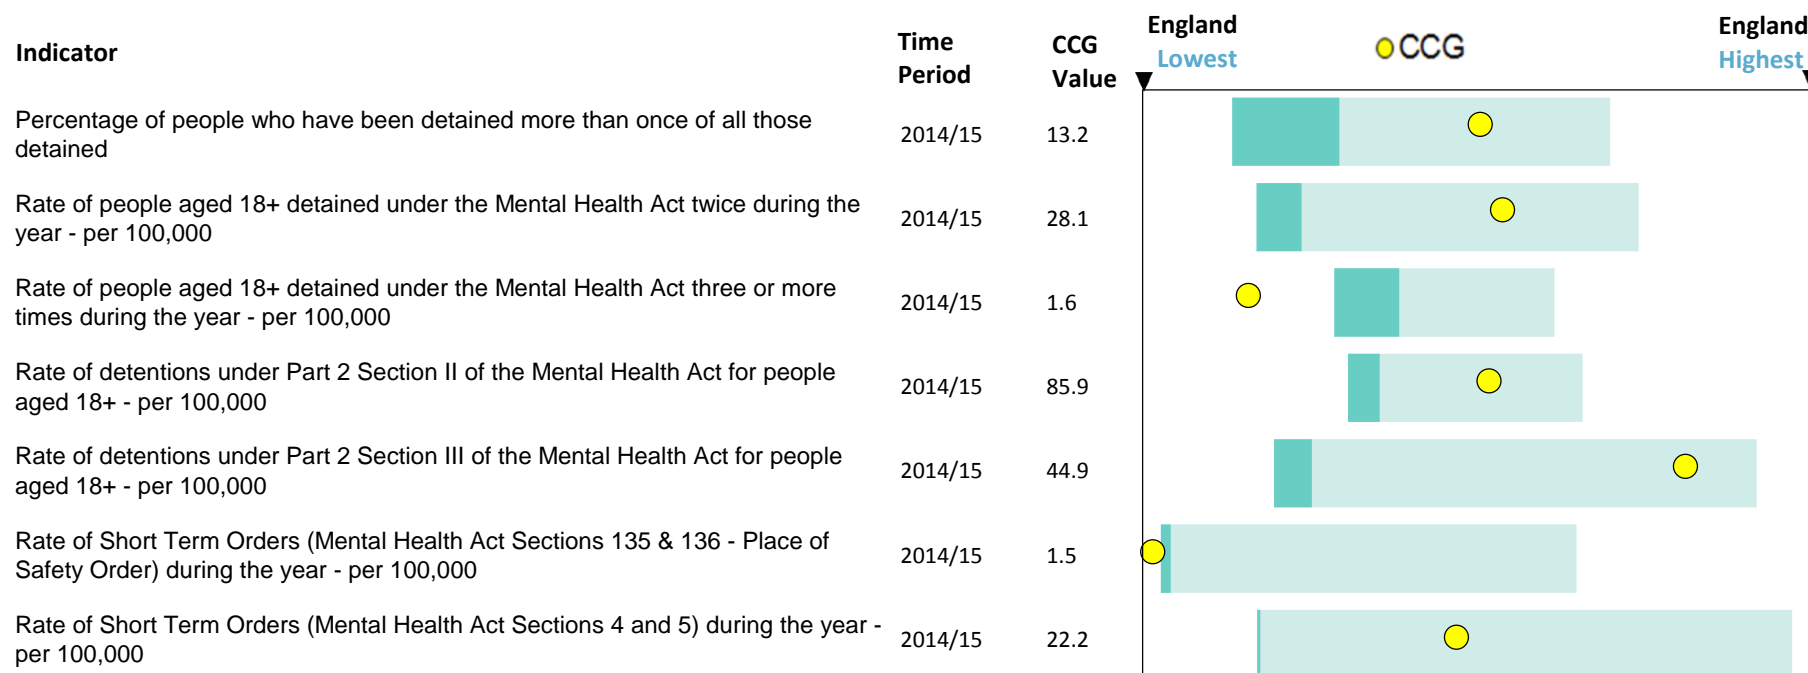 Indicator
Time
Period
CCG
Value
England
Lowest
CCG
England
Highest
Percentage of people who have been detained more than once of all those
detained
2014/15
13.2
Rate of people aged 18+ detained under the Mental Health Act twice during the
year - per 100,000
2014/15
28.1
Rate of people aged 18+ detained under the Mental Health Act three or more
times during the year - per 100,000
2014/15
1.6
Rate of detentions under Part 2 Section II of the Mental Health Act for people
aged 18+ - per 100,000
2014/15
85.9
Rate of detentions under Part 2 Section III of the Mental Health Act for people
aged 18+ - per 100,000
2014/15
44.9
Rate of Short Term Orders (Mental Health Act Sections 135 & 136 - Place of
Safety Order) during the year - per 100,000
2014/15
1.5
Rate of Short Term Orders (Mental Health Act Sections 4 and 5) during the year -
per 100,000
2014/15
22.2